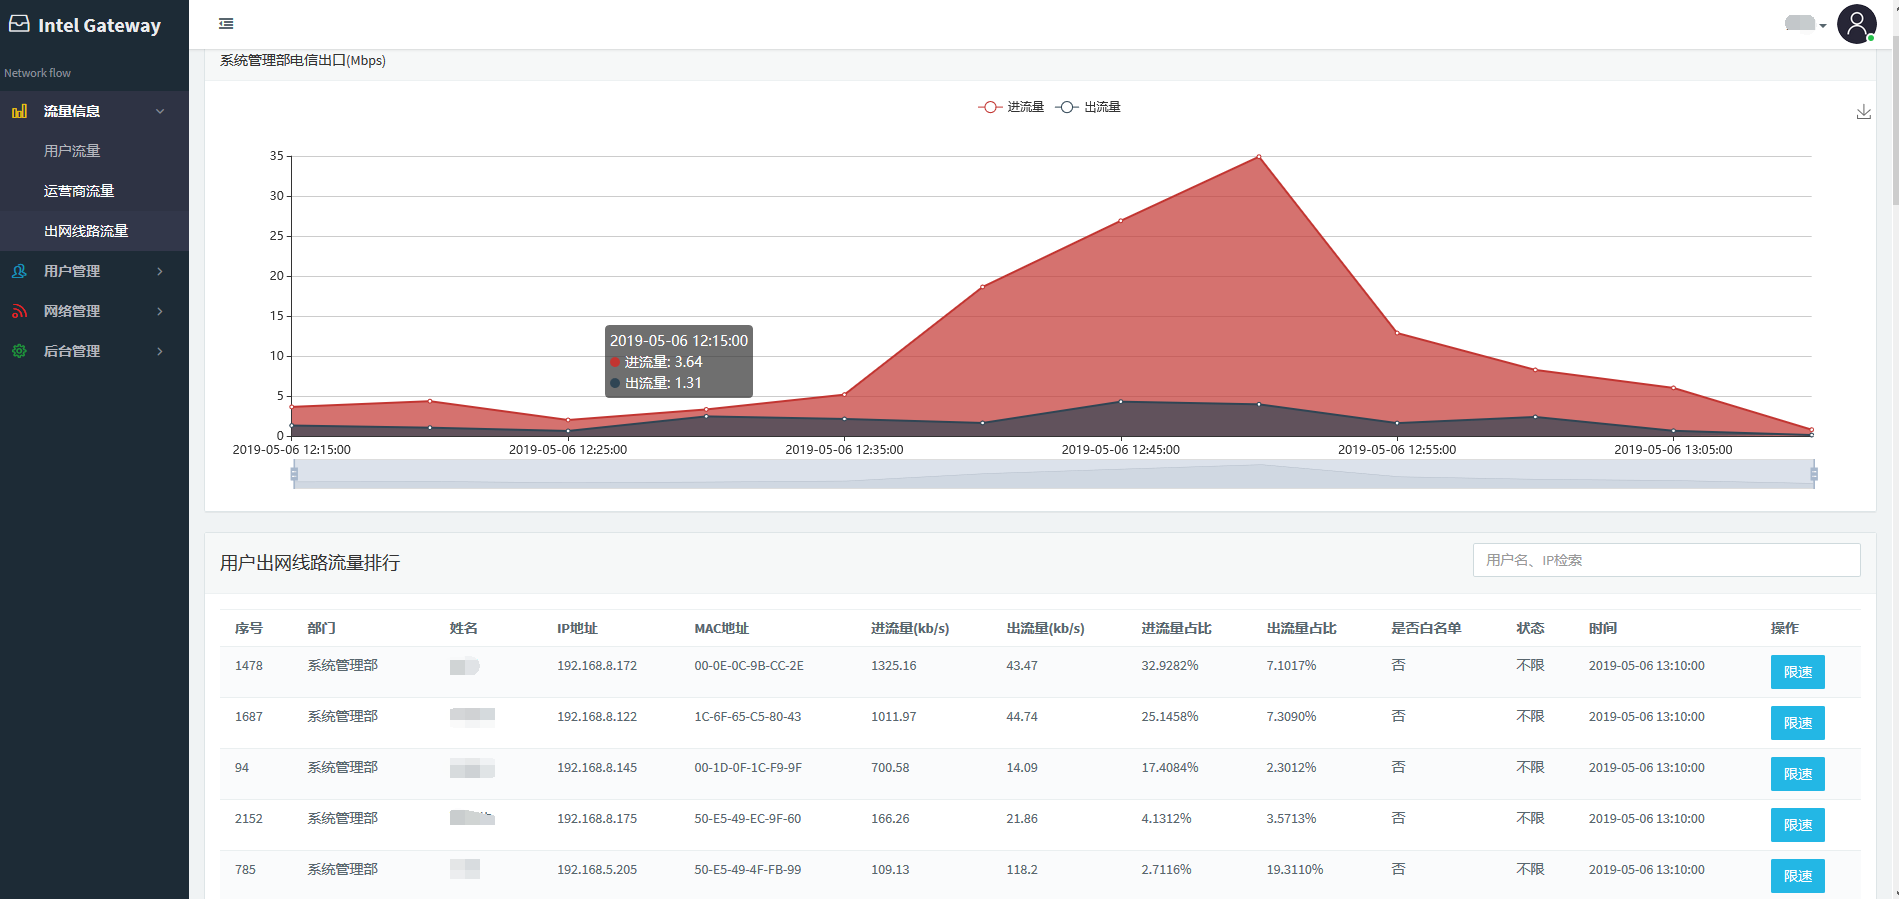 Intel Gateway
Network flow
流量信息
用户流量
运营商流量
出网线路流量
用户管理
网络管理
后台管理
系统管理部电信出口(Mbps)
进流量 出流量
35
30
25
20
15
10
5
0
2019-05-06 12:15:00
进流量: 3.64
出流量: 1.31
2019-05-06 12:15:00 2019-05-06 12:25:00 2019-05-06 12:35:00 2019-05-06 12:45:00 2019-05-06 12:55:00 2019-05-06 13:05:00
用户出网线路流量排行
用户名、IP检索
序号 部门 姓名 IP地址 MAC地址 进流量(kb/s) 出流量(kb/s) 进流量占比 出流量占比 是否白名单 状态 时间 操作
1478 系统管理部 192.168.8.172 00-0E-0C-9B-CC-2E 1325.16 43.47 32.9282% 7.1017% 否 不限 2019-05-06 13:10:00 限速
1687 系统管理部 192.168.8.122 1C-6F-65-C5-80-43 1011.97 44.74 25.1458% 7.3090% 否 不限 2019-05-06 13:10:00 限速
94 系统管理部 192.168.8.145 00-1D-0F-1C-F9-9F 700.58 14.09 17.4084% 2.3012% 否 不限 2019-05-06 13:10:00 限速
2152 系统管理部 192.168.8.175 50-E5-49-EC-9F-60 166.26 21.86 4.1312% 3.5713% 否 不限 2019-05-06 13:10:00 限速
785 系统管理部 192.168.5.205 50-E5-49-4F-FB-99 109.13 118.2 2.7116% 19.3110% 否 不限 2019-05-06 13:10:00 限速